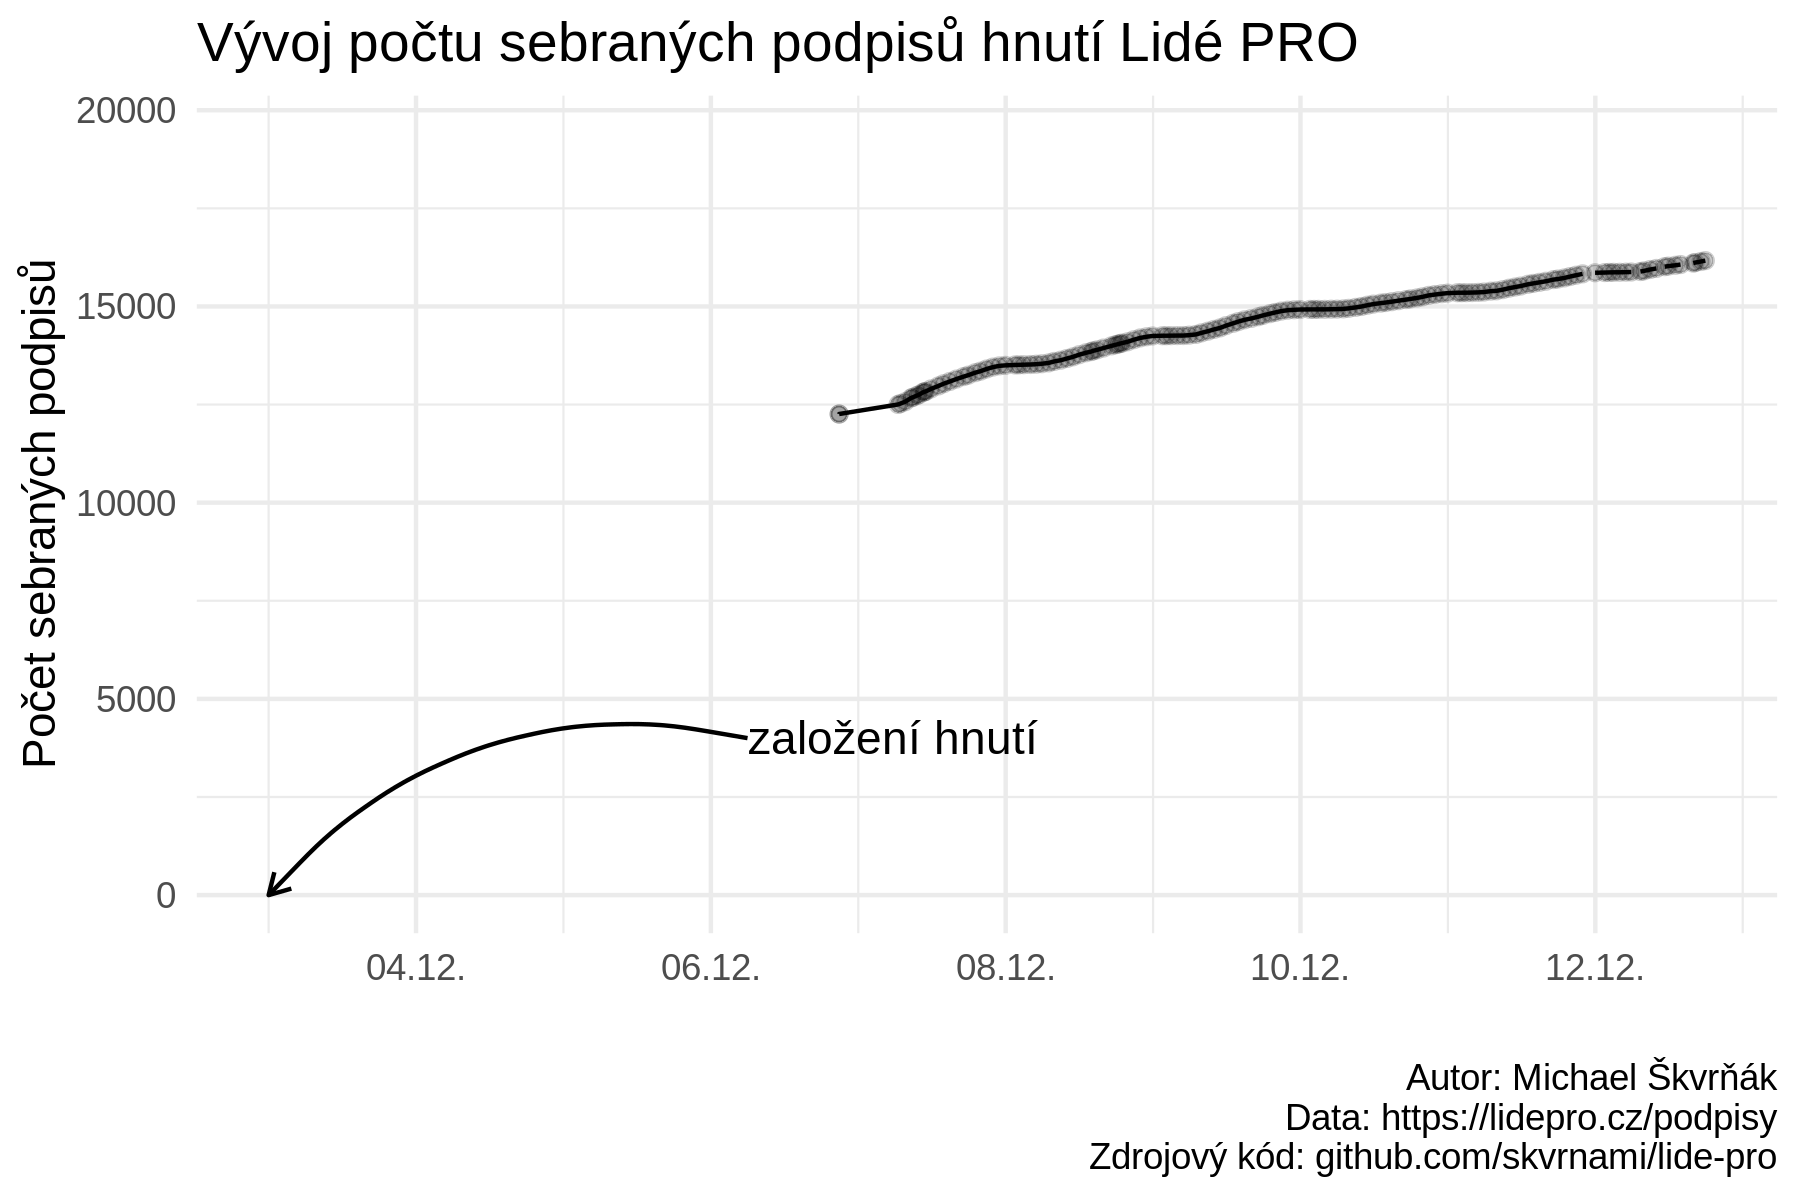 Vývoj počtu sebraných podpisů hnutí Lidé PRO
Počet sebraných podpisů
20000
15000
10000
5000
0
založení hnutí
04.12.
06.12.
08.12.
10.12.
12.12.
Autor: Michael Škvrňák
Data: https://lidepro.cz/podpisy
Zdrojový kód: github.com/skvrnami/lide-pro